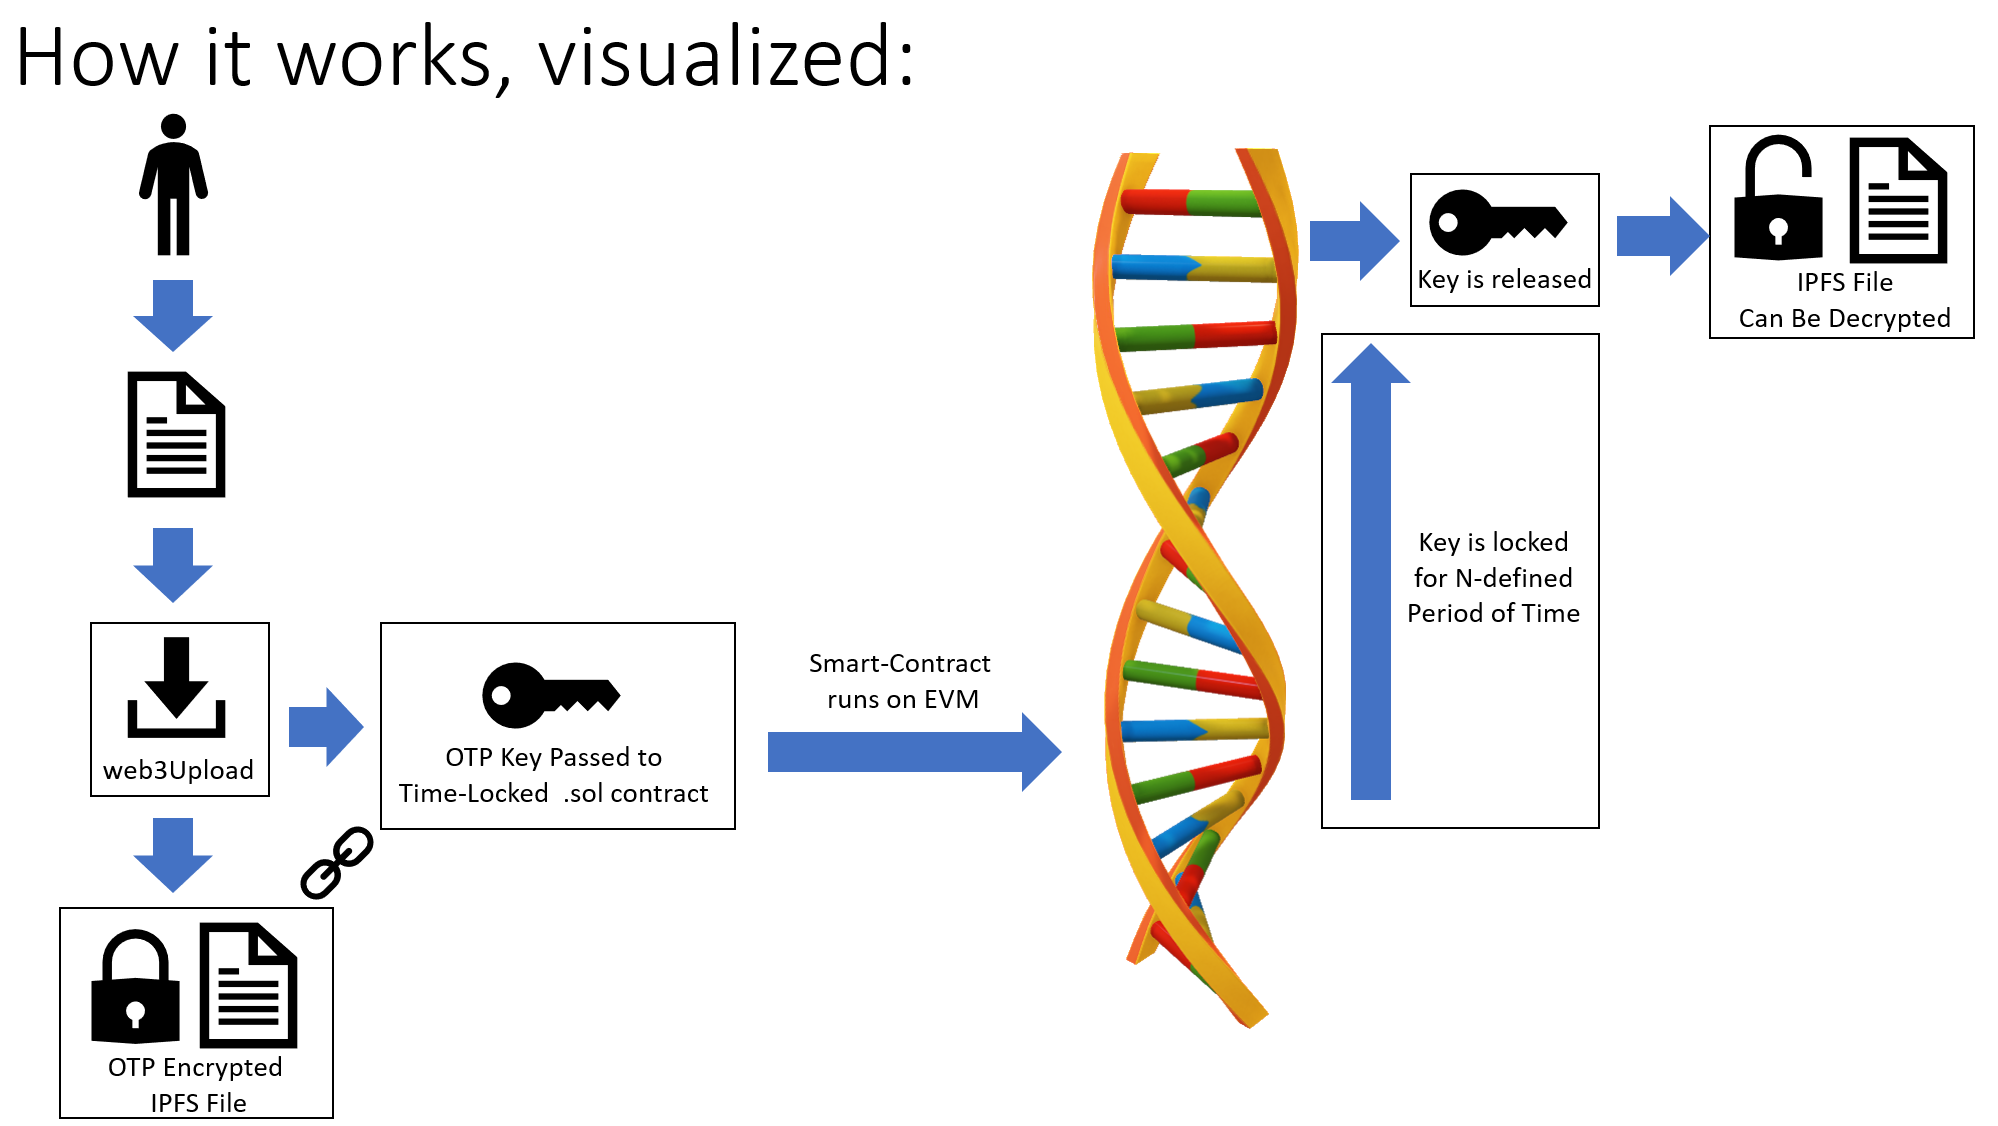 How it works, visualized:
web3Upload
OTP Key Passed to
Time-Locked  .sol contract
OTP Encrypted
IPFS File
Smart-Contract
runs on EVM
Key is locked
for N-defined
Period of Time
Key is released
IPFS File
Can Be Decrypted